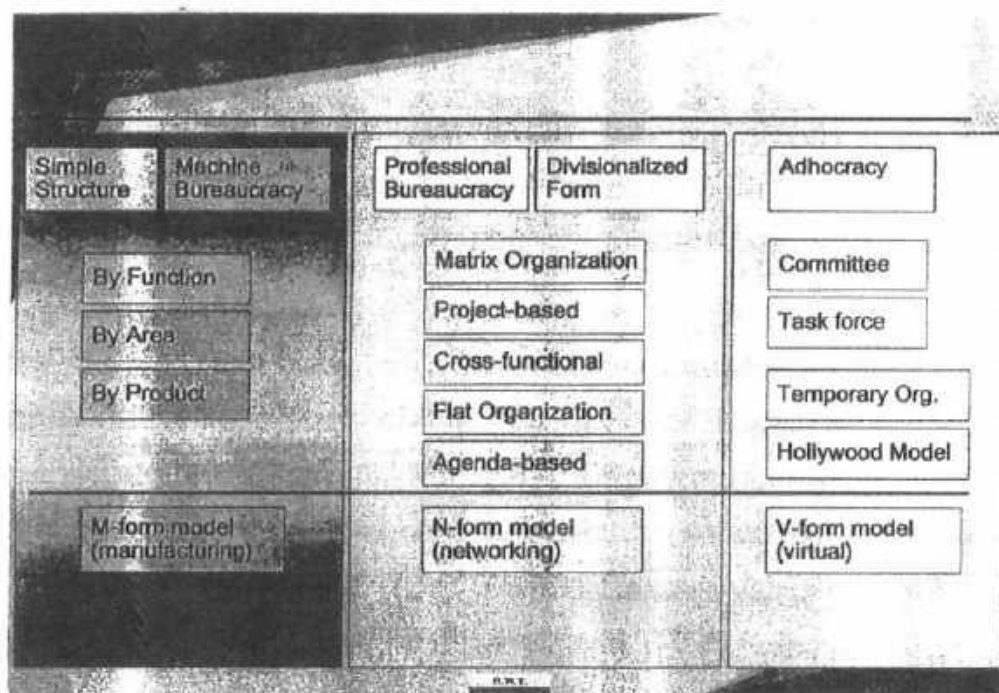 Simple
Structure
Machine
Bureaucracy
By Function
By Area
By Product
M-form model
(manufacturing)
Professional
Bureaucracy
Divisionalized
Form
Matrix Organization
Project-based
Cross-functional
Flat Organization
Agenda-based
N-form model
(networking)
Adhocracy
Committee
Task force
Temporary Org.
Hollywood Model
V-form model
(virtual)